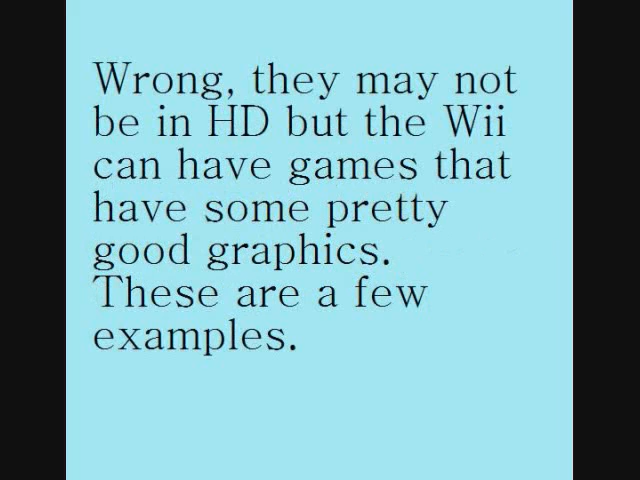 Wrong, they may not
be in HD but the Wii
can have games that
have some pretty
good graphics.
These are a few
examples.